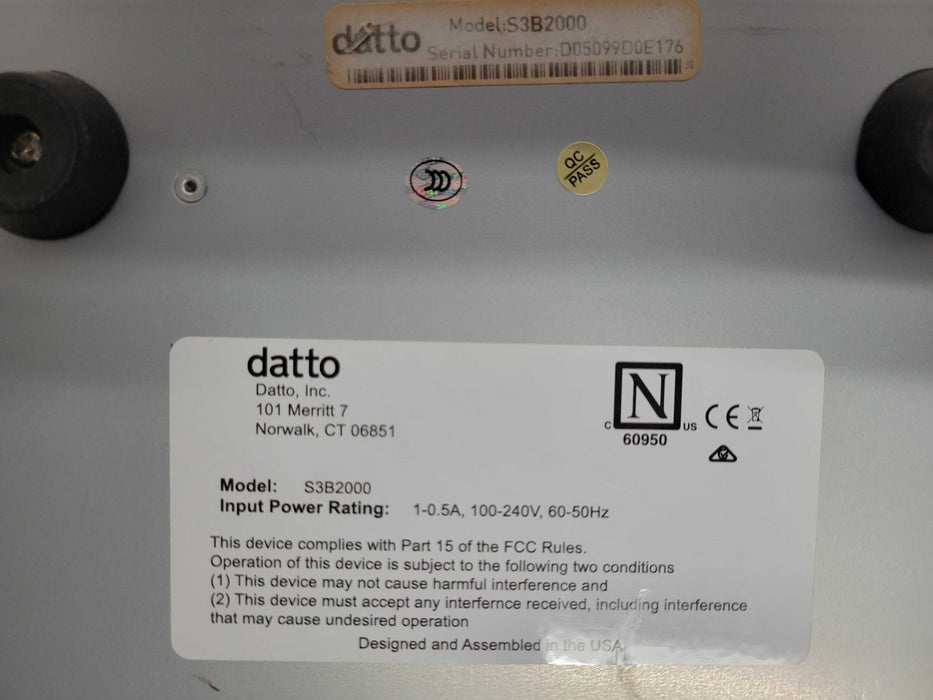 datto
Model:S3B2000
Serial Number:D05099D0E176
JS
QC
PASS
datto
Datto, Inc.
101 Merritt 7
Norwalk, CT 06851
N
C US
60950
CE
Model: S3B2000
Input Power Rating: 1-0.5A, 100-240V, 60-50Hz
This device complies with Part 15 of the FCC Rules.
Operation of this device is subject to the following two conditions
(1) This device may not cause harmful interference and
(2) This device must accept any interfernce received, including interference
that may cause undesired operation
Designed and Assembled in the USA